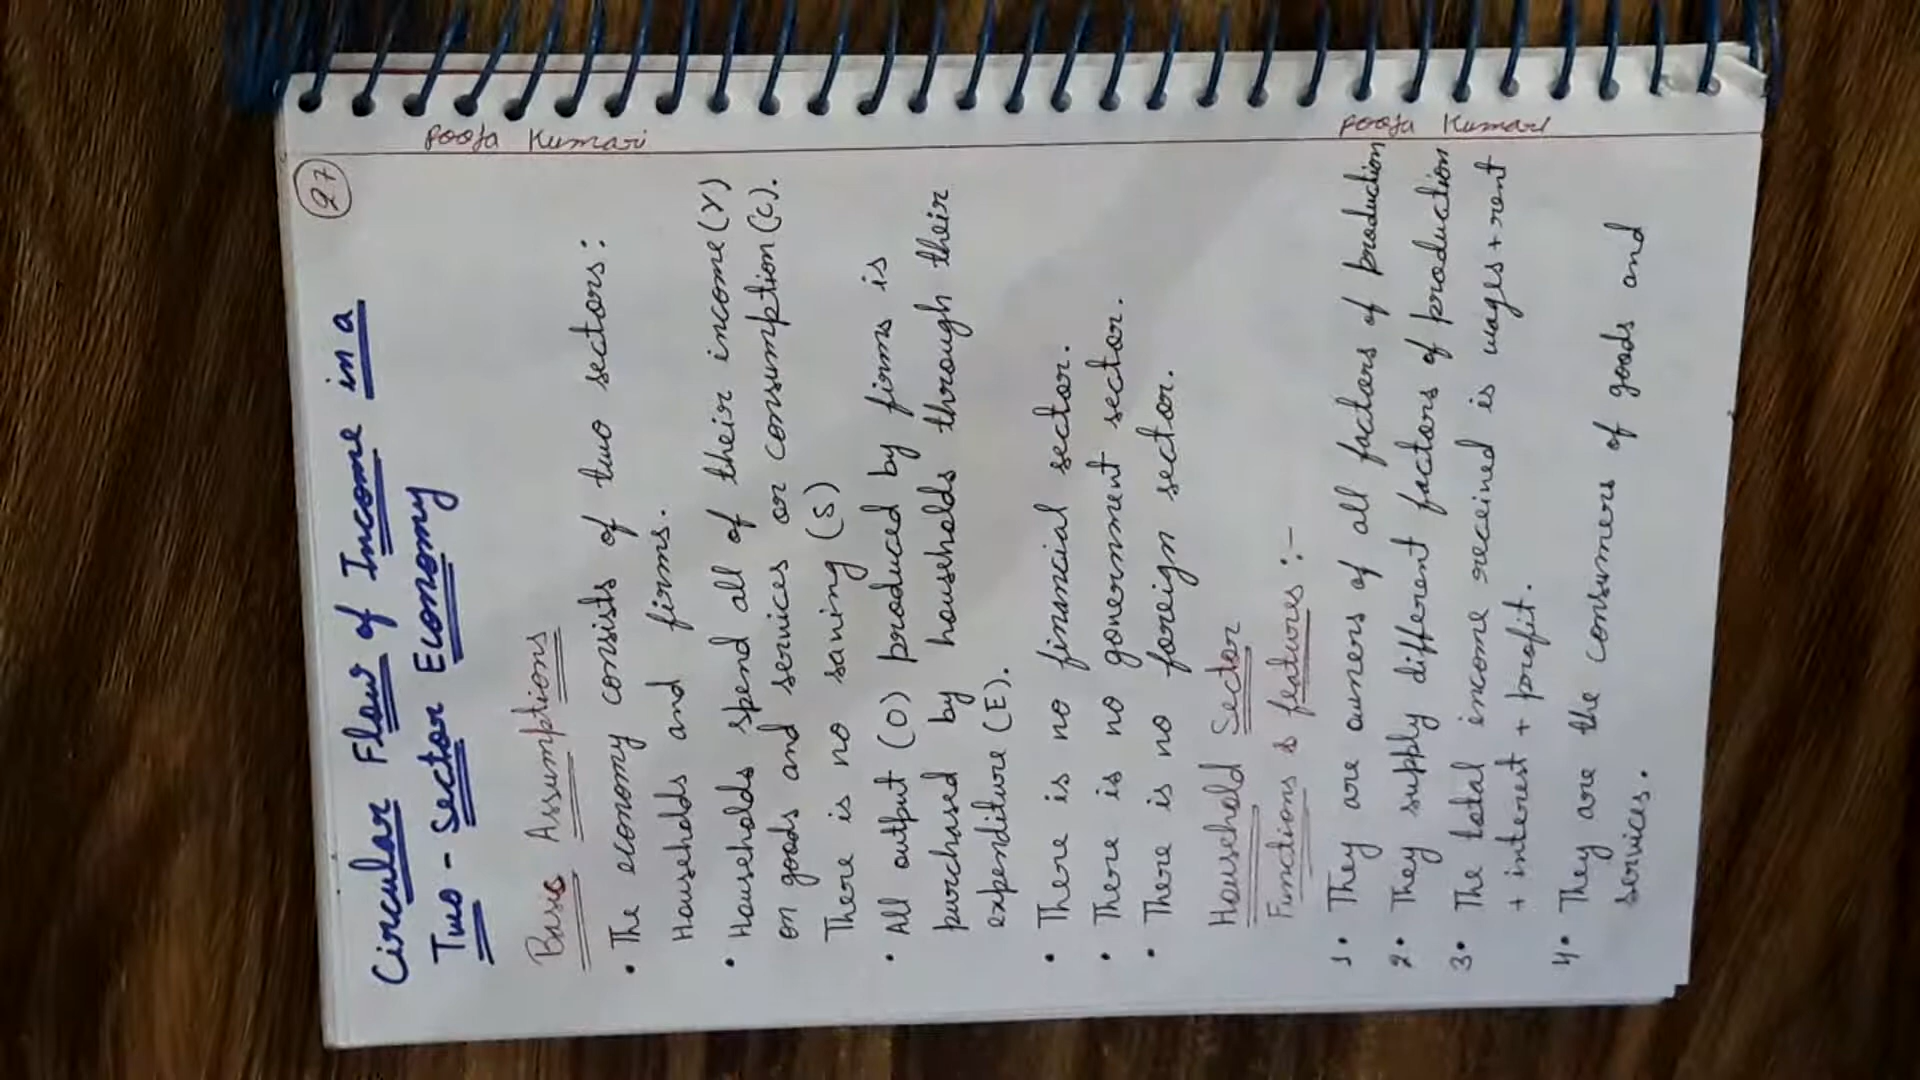 27
Circular Flow of Income in a
Two - Sector Economy
Basic Assumptions
• The economy consists of two sectors:
Households and firms.
• Households spend all of their income (Y)
on goods and services or consumption (C).
There is no saving (S)
• All output (O) produced by firms is
purchased by households through their
expenditure (E).
• There is no financial sector.
• There is no government sector.
• There is no foreign sector.
Household Sector
Functions & features :-
1• They are owners of all factors of production
2• They supply different factors of production
3• The total income received is wages + rent
+ interest + profit.
4• They are the consumers of goods and
services.
Pooja Kumari
Pooja Kumari